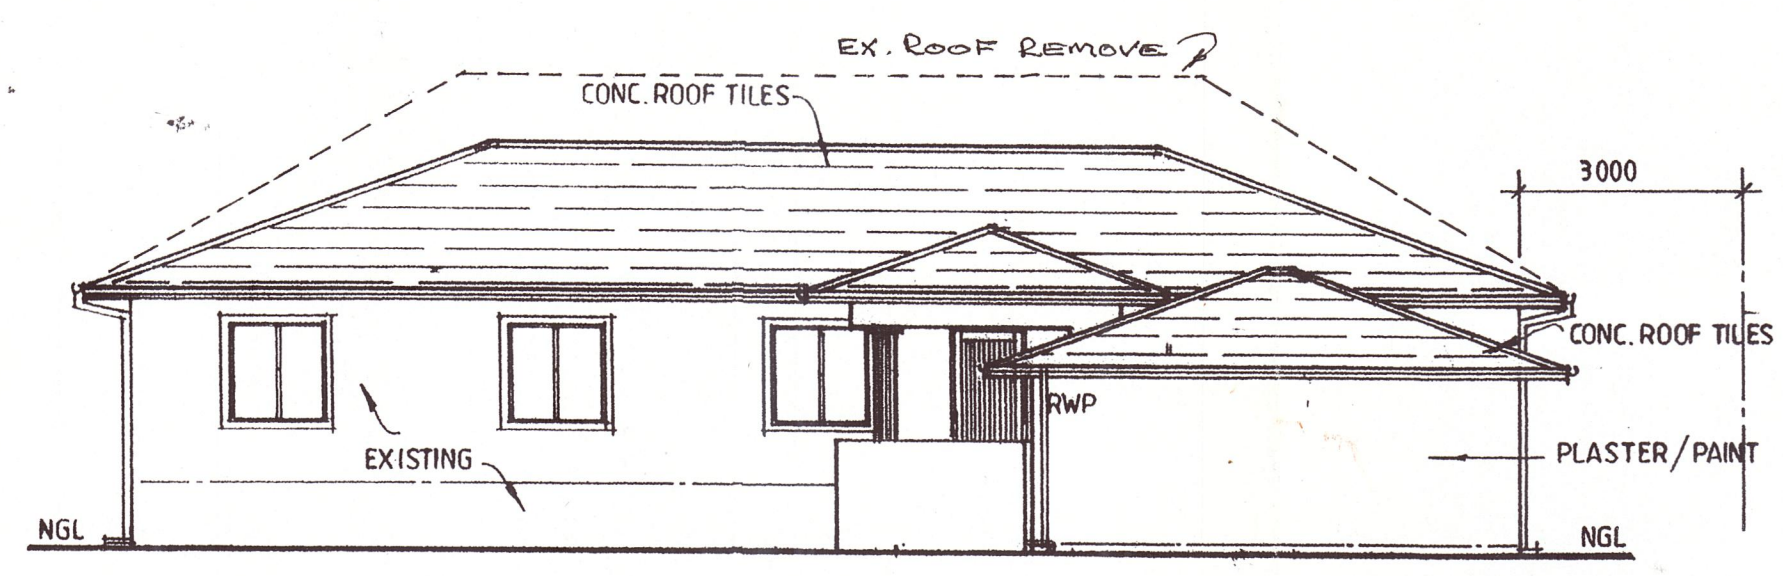 EX. ROOF REMOVE
CONC. ROOF TILES
3000
CONC. ROOF TILES
RWP
EXISTING
PLASTER/PAINT
NGL
NGL